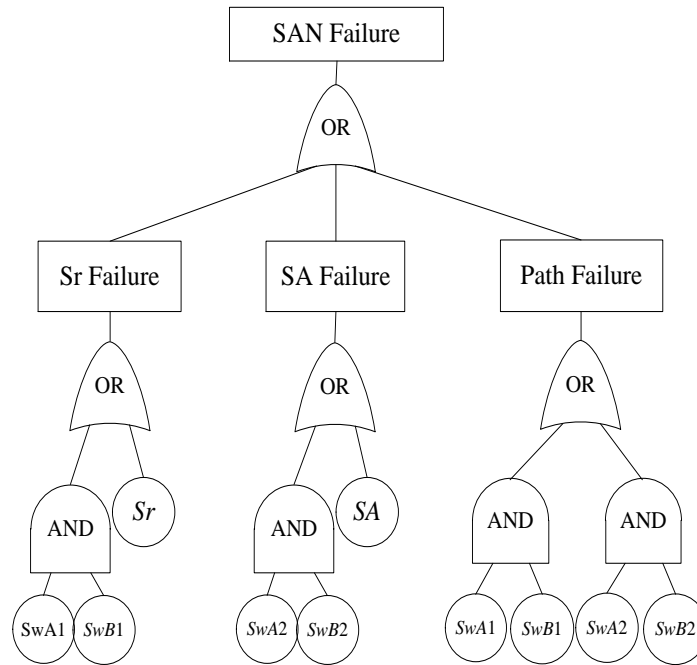 SAN Failure
OR
Sr Failure
SA Failure
Path Failure
OR
OR
OR
AND
Sr
AND
SA
AND
AND
SwA1
SwB1
SwA2
SwB2
SwA1
SwB1
SwA2
SwB2